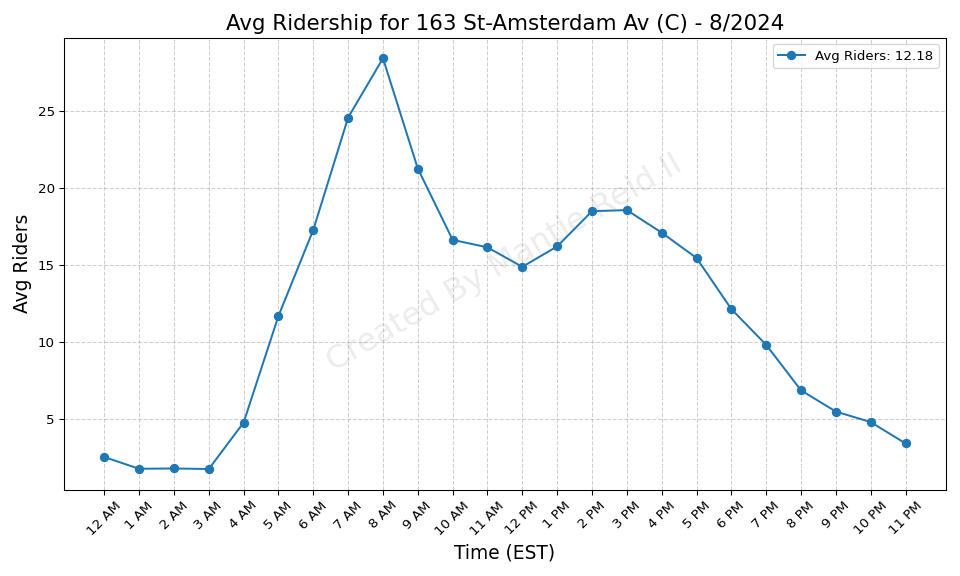 Avg Ridership for 163 St-Amsterdam Av (C) - 8/2024
Avg Riders: 12.18
Avg Riders
25
20
15
10
5
Created By Mantie Reid II
12 AM
1 AM
2 AM
3 AM
4 AM
5 AM
6 AM
7 AM
8 AM
9 AM
10 AM
11 AM
12 PM
1 PM
2 PM
3 PM
4 PM
5 PM
6 PM
7 PM
8 PM
9 PM
10 PM
11 PM
Time (EST)